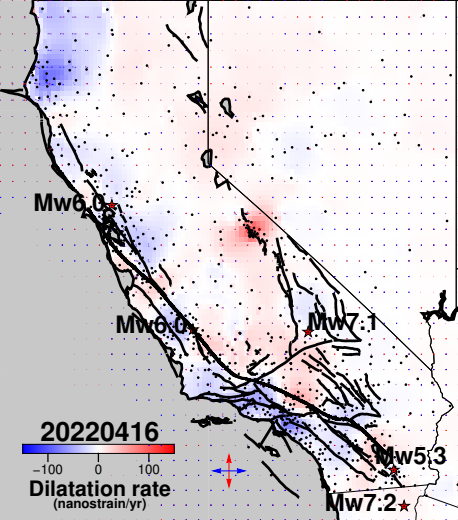 Mw6.0
Mw6.0
Mw7.1
20220416
−100 0 100
Dilatation rate
(nanostrain/yr)
Mw5.3
Mw7.2